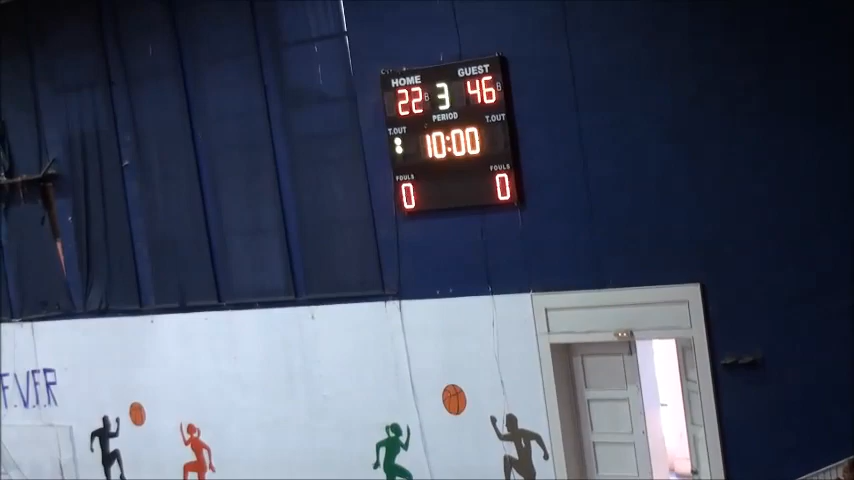 HOME GUEST
22 B 3 46 B
PERIOD
T.OUT T.OUT
: 10:00
FOULS FOULS
0 0
F.V.F.R